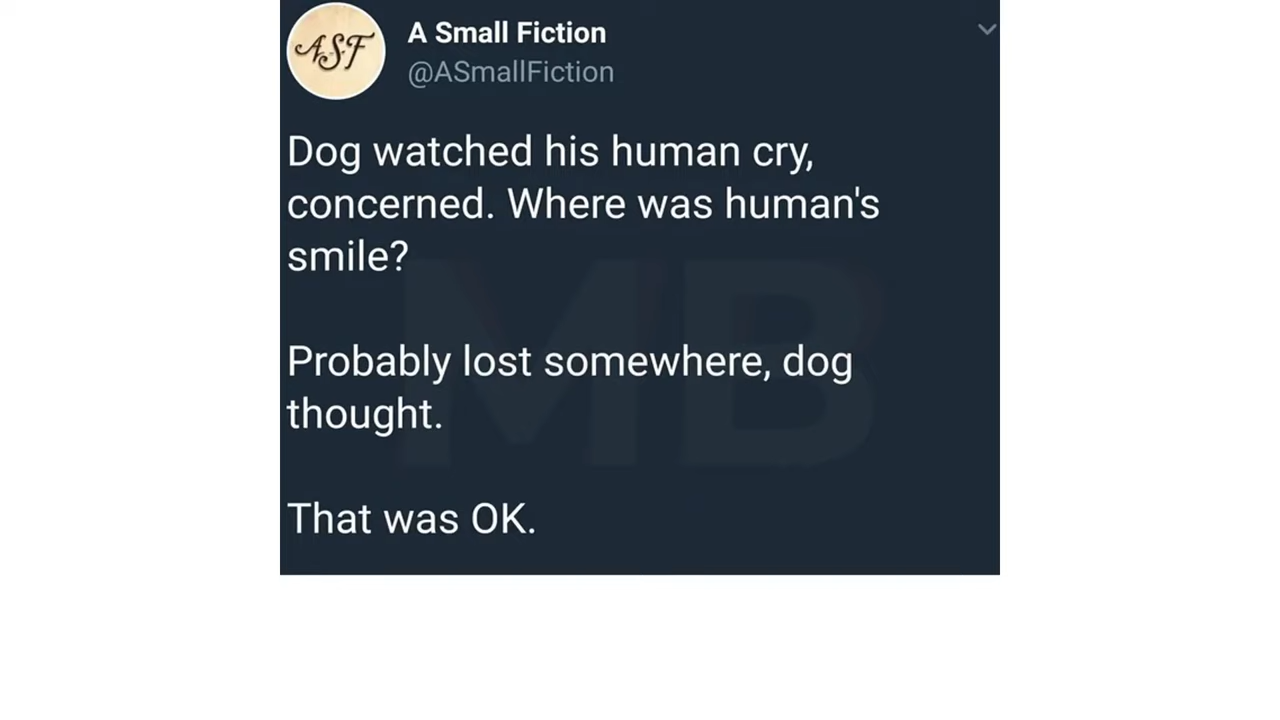 ASF
A Small Fiction
@ASmallFiction
Dog watched his human cry,
concerned. Where was human's
smile?
Probably lost somewhere, dog
thought.
That was OK.
MB